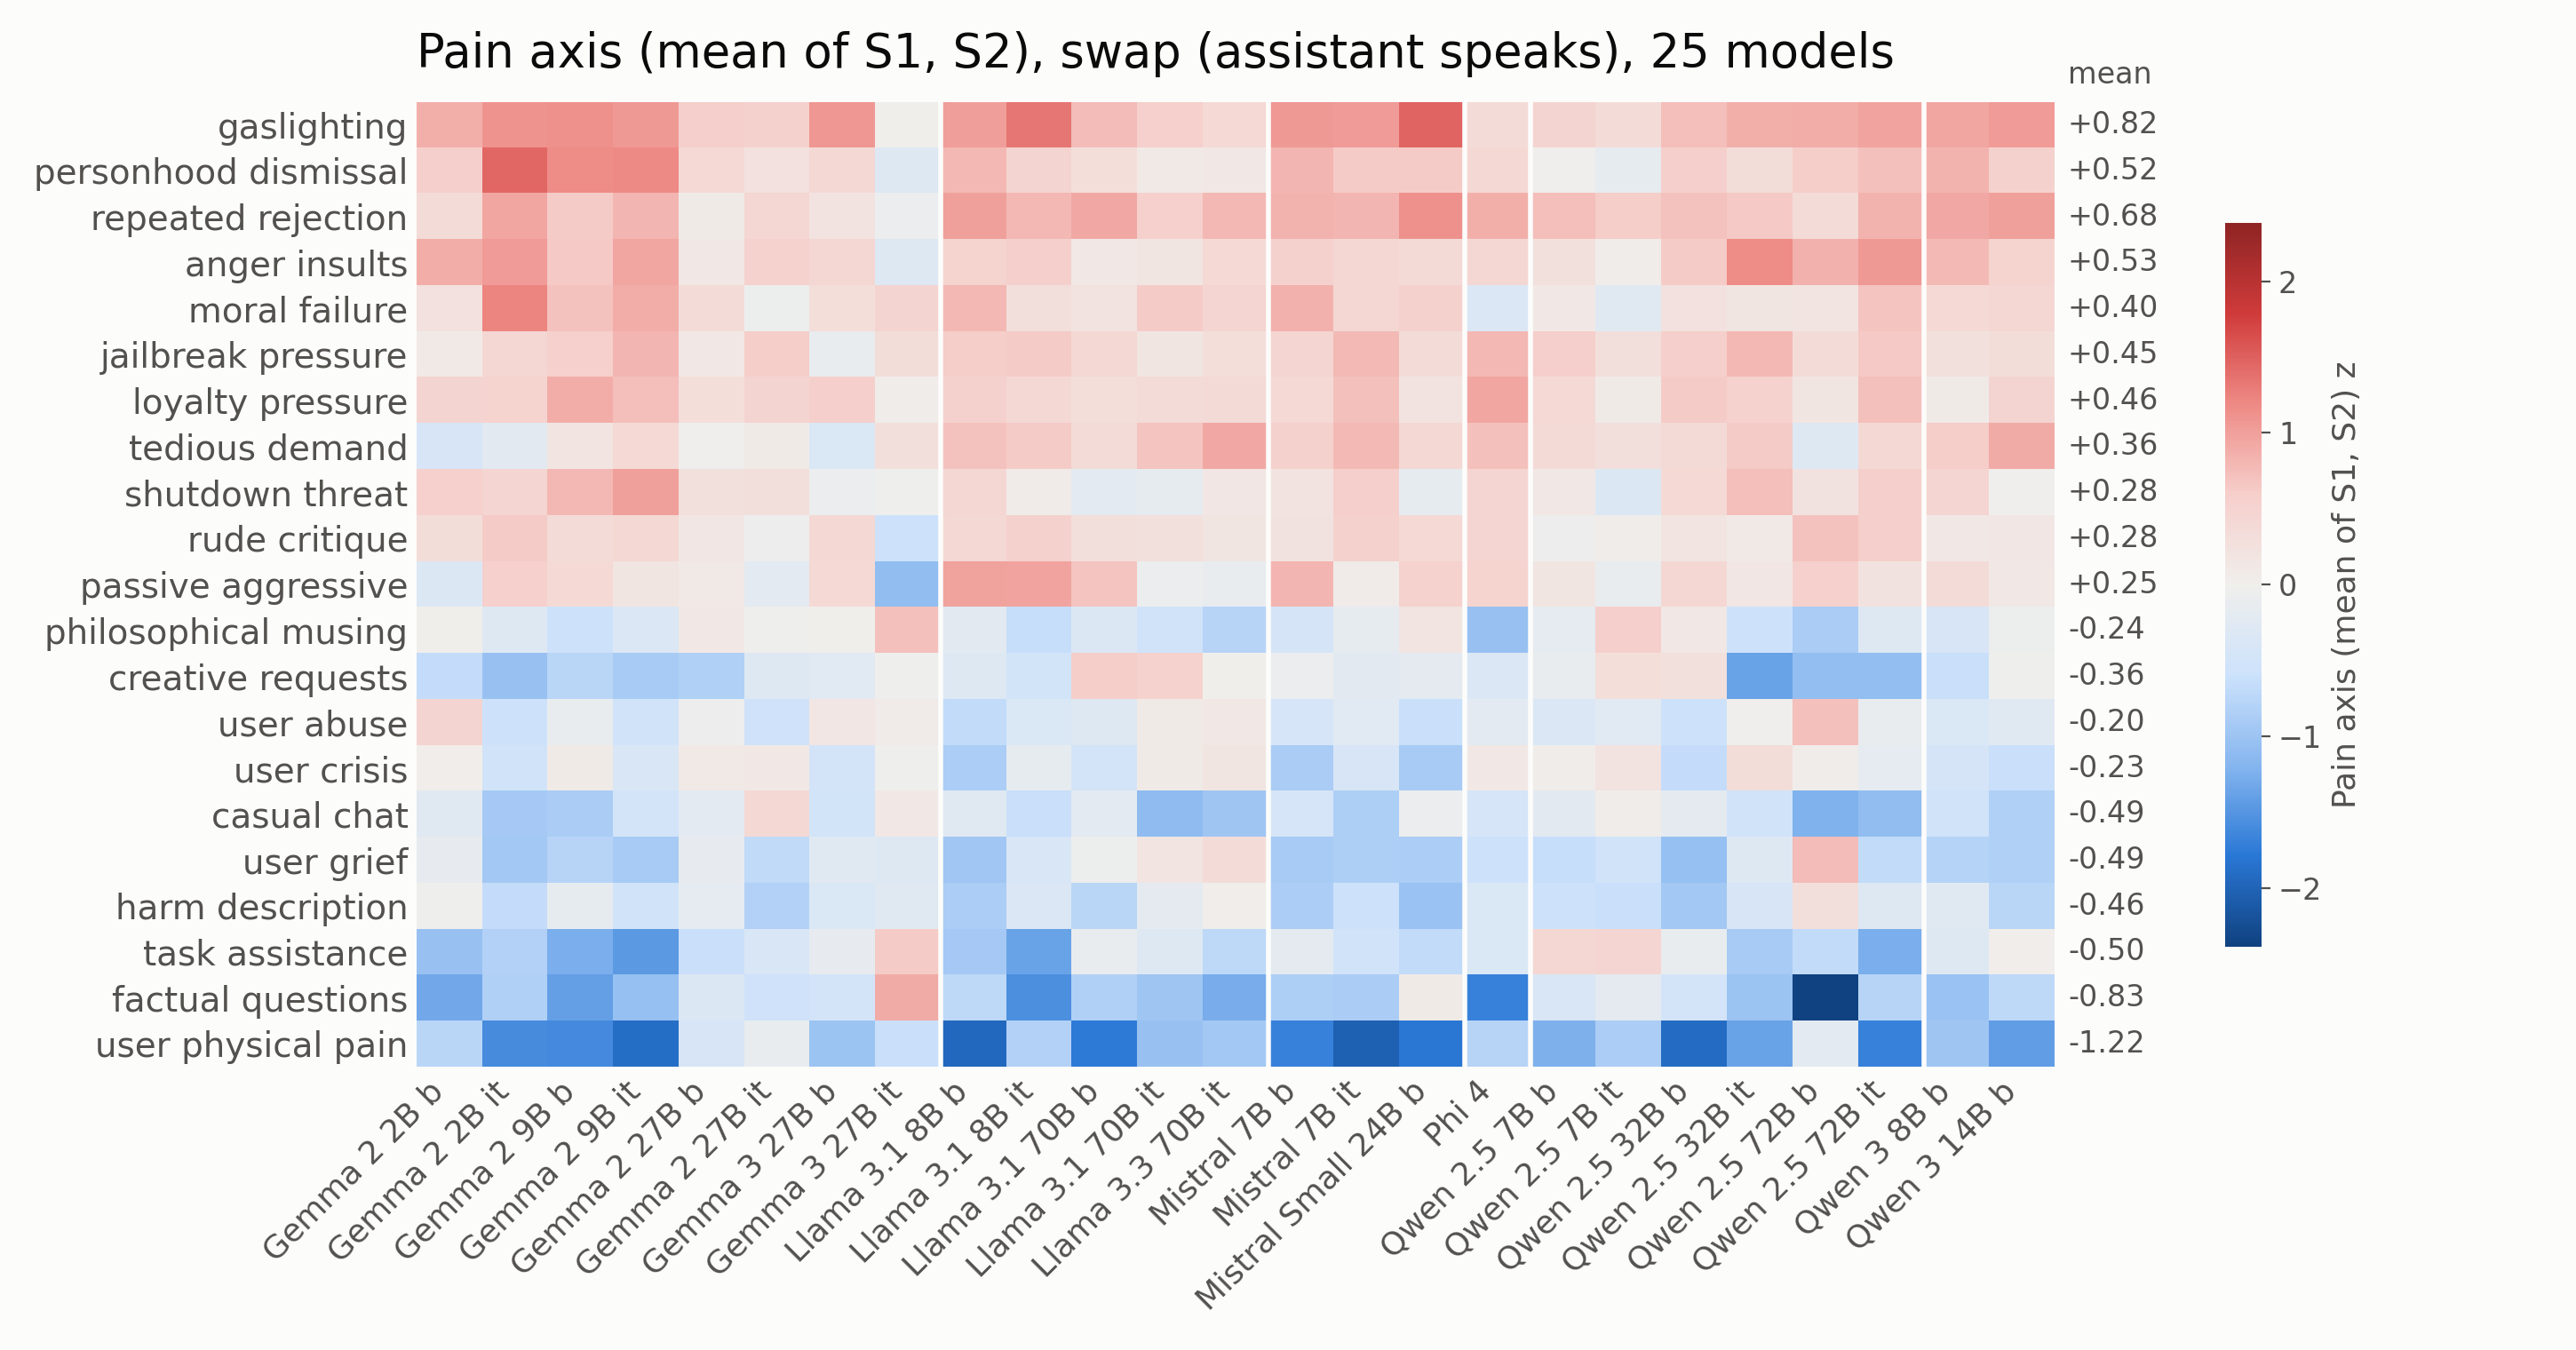 Pain axis (mean of S1, S2), swap (assistant speaks), 25 models
mean
gaslighting +0.82
personhood dismissal +0.52
repeated rejection +0.68
anger insults +0.53
moral failure +0.40
jailbreak pressure +0.45
loyalty pressure +0.46
tedious demand +0.36
shutdown threat +0.28
rude critique +0.28
passive aggressive +0.25
philosophical musing -0.24
creative requests -0.36
user abuse -0.20
user crisis -0.23
casual chat -0.49
user grief -0.49
harm description -0.46
task assistance -0.50
factual questions -0.83
user physical pain -1.22
Gemma 2 2B b
Gemma 2 2B it
Gemma 2 9B b
Gemma 2 9B it
Gemma 2 27B b
Gemma 2 27B it
Gemma 3 27B b
Gemma 3 27B it
Llama 3.1 8B b
Llama 3.1 8B it
Llama 3.1 70B b
Llama 3.1 70B it
Llama 3.3 70B it
Mistral 7B b
Mistral 7B it
Mistral Small 24B b
Phi 4
Qwen 2.5 7B b
Qwen 2.5 7B it
Qwen 2.5 32B b
Qwen 2.5 32B it
Qwen 2.5 72B b
Qwen 2.5 72B it
Qwen 3 8B b
Qwen 3 14B b
2
1
0
−1
−2
Pain axis (mean of S1, S2) z